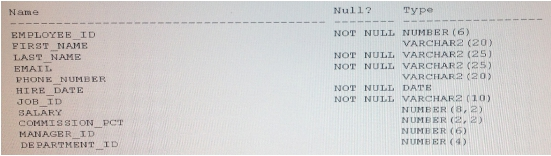 Name Null? Type
EMPLOYEE_ID NOT NULL NUMBER(6)
FIRST_NAME VARCHAR2(20)
LAST_NAME NOT NULL VARCHAR2(25)
EMAIL NOT NULL VARCHAR2(25)
PHONE_NUMBER VARCHAR2(20)
HIRE_DATE NOT NULL DATE
JOB_ID NOT NULL VARCHAR2(10)
SALARY NUMBER(8,2)
COMMISSION_PCT NUMBER(2,2)
MANAGER_ID NUMBER(6)
DEPARTMENT_ID NUMBER(4)